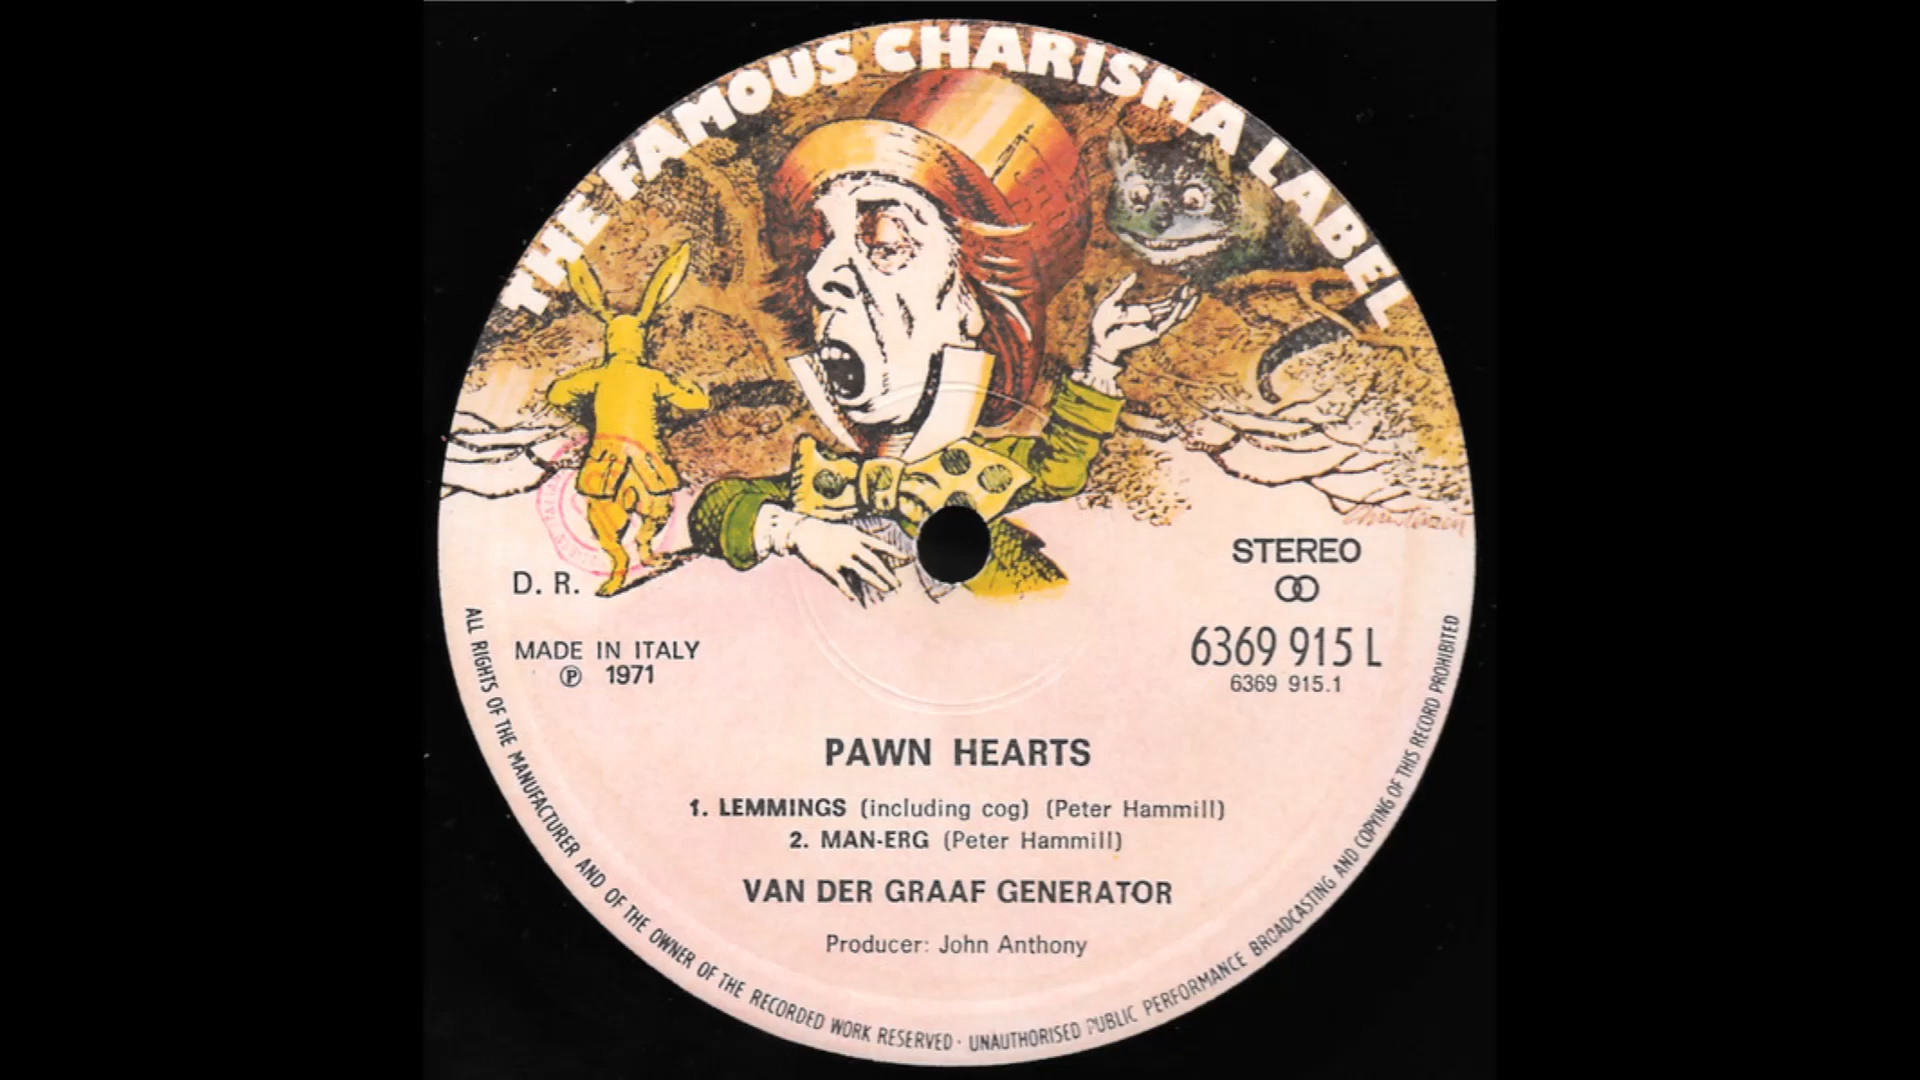 THE FAMOUS CHARISMA LABEL
D. R.
MADE IN ITALY
Ⓟ 1971
STEREO
6369 915 L
6369 915.1
PAWN HEARTS
1. LEMMINGS (including cog) (Peter Hammill)
2. MAN-ERG (Peter Hammill)
VAN DER GRAAF GENERATOR
Producer: John Anthony
ALL RIGHTS OF THE MANUFACTURER AND OF THE OWNER OF THE RECORDED WORK RESERVED · UNAUTHORISED PUBLIC PERFORMANCE BROADCASTING AND COPYING OF THIS RECORD PROHIBITED